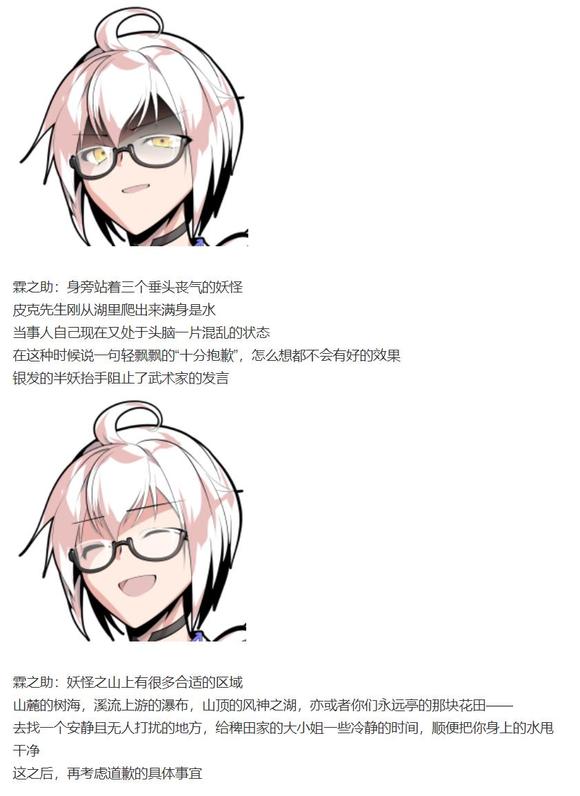 霖之助：身旁站着三个垂头丧气的妖怪
皮克先生刚从湖里爬出来满身是水
当事人自己现在又处于头脑一片混乱的状态
在这种时候说一句轻飘飘的“十分抱歉”，怎么想都不会有好的效果
银发的半妖抬手阻止了武术家的发言
霖之助：妖怪之山上有很多合适的区域
山麓的树海，溪流上游的瀑布，山顶的风神之湖，亦或者你们永远亭的那块花田——
去找一个安静且无人打扰的地方，给稗田家的大小姐一些冷静的时间，顺便把你身上的水甩
干净
这之后，再考虑道歉的具体事宜